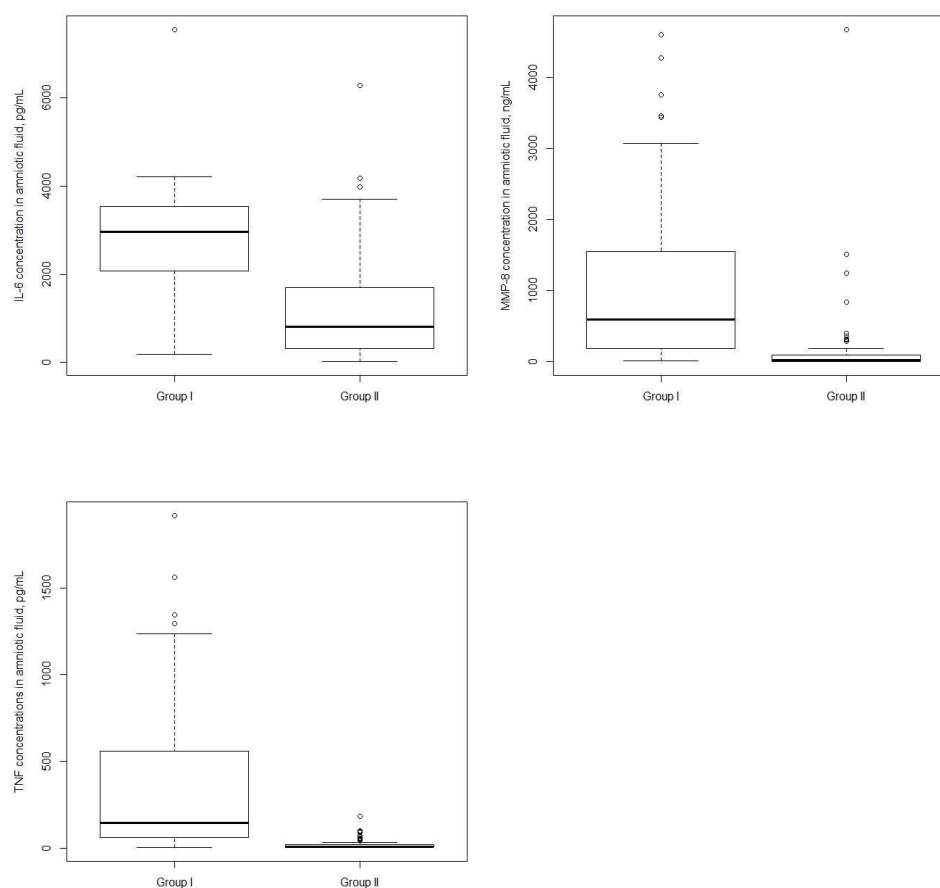 IL-6 concentration in amniotic fluid, pg/mL
6000
4000
2000
0
Group I
Group II
MMP-8 concentration in amniotic fluid, ng/mL
4000
3000
2000
1000
0
Group I
Group II
TNF concentrations in amniotic fluid, pg/mL
1500
1000
500
0
Group I
Group II